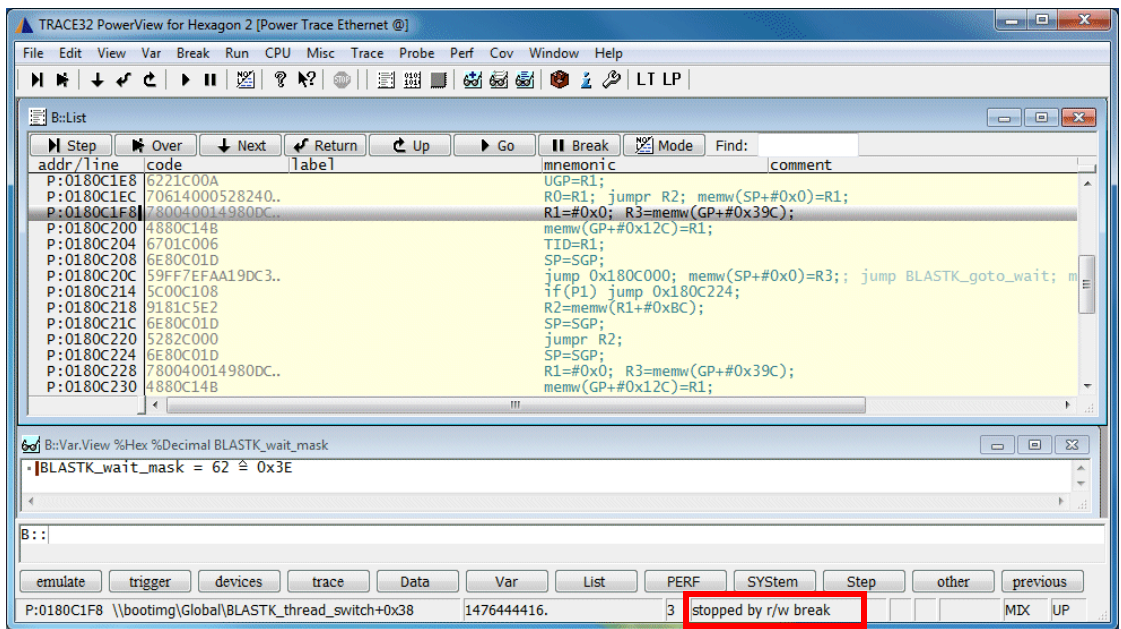 TRACE32 PowerView for Hexagon 2 [Power Trace Ethernet @]
File Edit View Var Break Run CPU Misc Trace Probe Perf Cov Window Help
LT LP
B::List
Step Over Next Return Up Go Break Mode Find:
addr/line code label mnemonic comment
P:0180C1E8 6221C00A UGP=R1;
P:0180C1EC 70614000528240.. R0=R1; jumpr R2; memw(SP+#0x0)=R1;
P:0180C1F8 780040014980DC.. R1=#0x0; R3=memw(GP+#0x39C);
P:0180C200 4880C14B memw(GP+#0x12C)=R1;
P:0180C204 6701C006 TID=R1;
P:0180C208 6E80C01D SP=SGP;
P:0180C20C 59FF7EFAA19DC3.. jump 0x180C000; memw(SP+#0x0)=R3;; jump BLASTK_goto_wait; m
P:0180C214 5C00C108 if(P1) jump 0x180C224;
P:0180C218 9181C5E2 R2=memw(R1+#0xBC);
P:0180C21C 6E80C01D SP=SGP;
P:0180C220 5282C000 jumpr R2;
P:0180C224 6E80C01D SP=SGP;
P:0180C228 780040014980DC.. R1=#0x0; R3=memw(GP+#0x39C);
P:0180C230 4880C14B memw(GP+#0x12C)=R1;
B::Var.View %Hex %Decimal BLASTK_wait_mask
BLASTK_wait_mask = 62 ≙ 0x3E
B::
emulate trigger devices trace Data Var List PERF SYStem Step other previous
P:0180C1F8 \\bootimg\Global\BLASTK_thread_switch+0x38 1476444416. 3 stopped by r/w break MIX UP